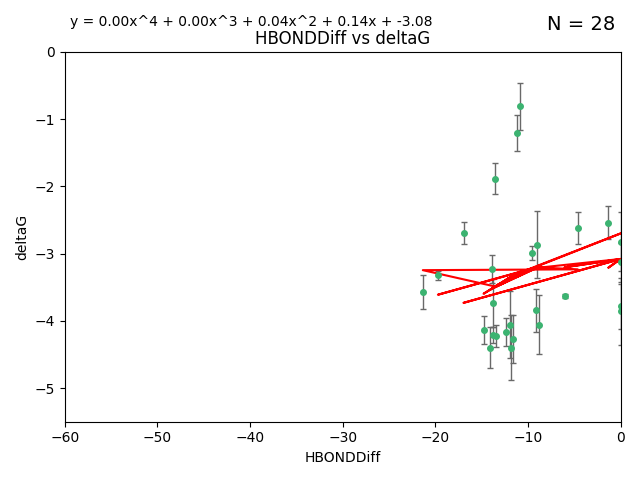 y = 0.00x^4 + 0.00x^3 + 0.04x^2 + 0.14x + -3.08
N = 28
HBONDDiff vs deltaG
0
−1
−2
−3
−4
−5
deltaG
−60 −50 −40 −30 −20 −10 0
HBONDDiff